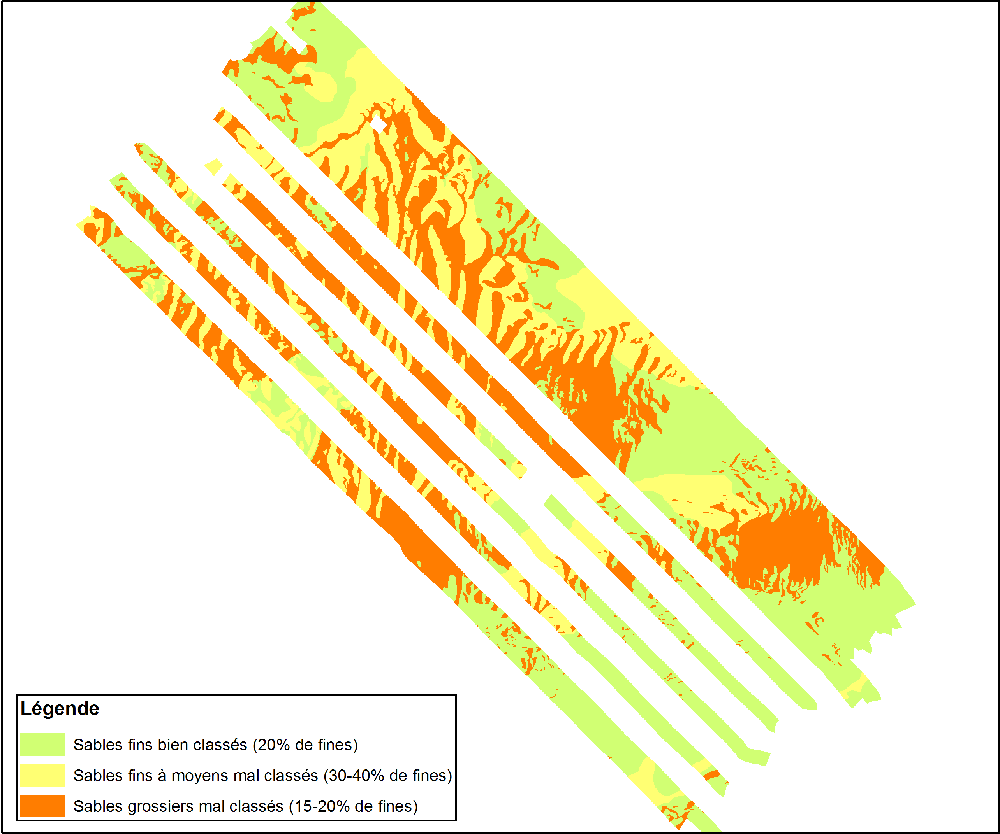 Légende
Sables fins bien classés (20% de fines)
Sables fins à moyens mal classés (30-40% de fines)
Sables grossiers mal classés (15-20% de fines)